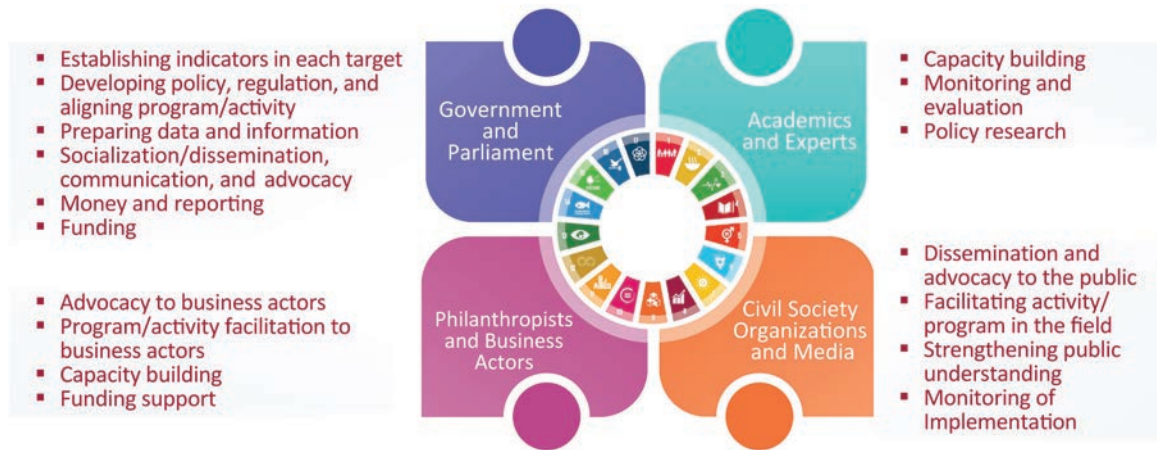 ▪ Establishing indicators in each target
▪ Developing policy, regulation, and
aligning program/activity
▪ Preparing data and information
▪ Socialization/dissemination,
communication, and advocacy
▪ Money and reporting
▪ Funding
Government
and
Parliament
Academics
and Experts
▪ Capacity building
▪ Monitoring and
evaluation
▪ Policy research
▪ Advocacy to business actors
▪ Program/activity facilitation to
business actors
▪ Capacity building
▪ Funding support
Philanthropists
and Business
Actors
Civil Society
Organizations
and Media
▪ Dissemination and
advocacy to the public
▪ Facilitating activity/
program in the field
▪ Strengthening public
understanding
▪ Monitoring of
Implementation